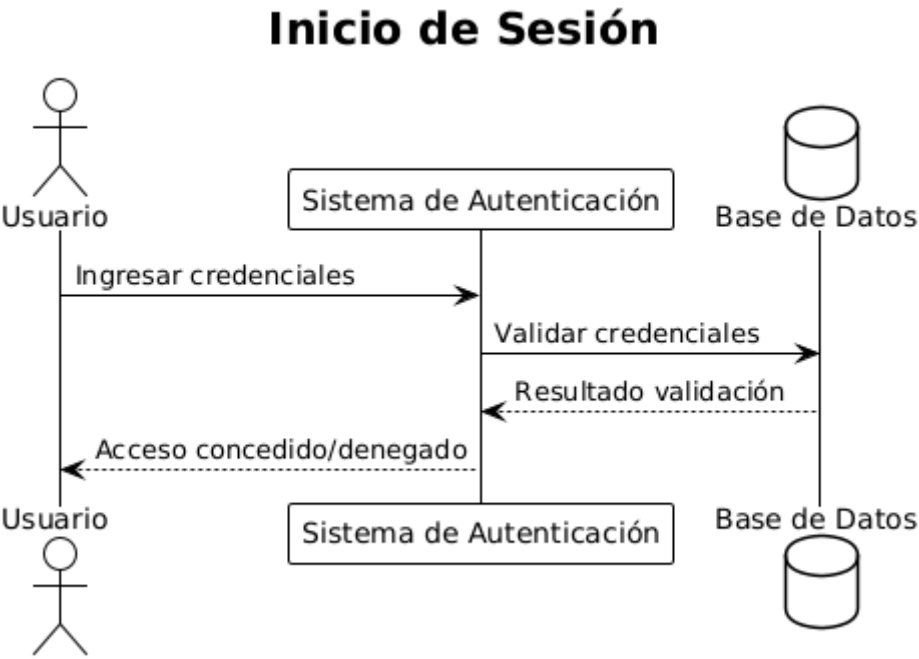 Inicio de Sesión
Usuario
Sistema de Autenticación
Base de Datos
Ingresar credenciales
Validar credenciales
Resultado validación
Acceso concedido/denegado
Usuario
Sistema de Autenticación
Base de Datos